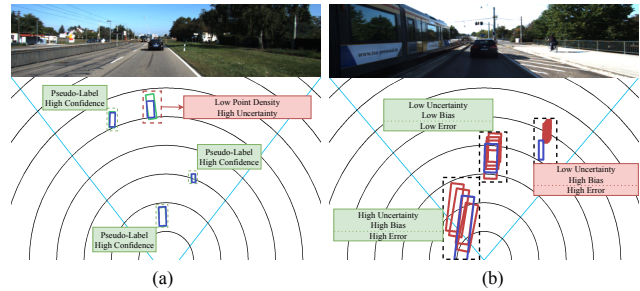 Pseudo-Label
High Confidence
Low Point Density
High Uncertainty
Pseudo-Label
High Confidence
Pseudo-Label
High Confidence
(a)
Low Uncertainty
Low Bias
Low Error
Low Uncertainty
High Bias
High Error
High Uncertainty
High Bias
High Error
(b)